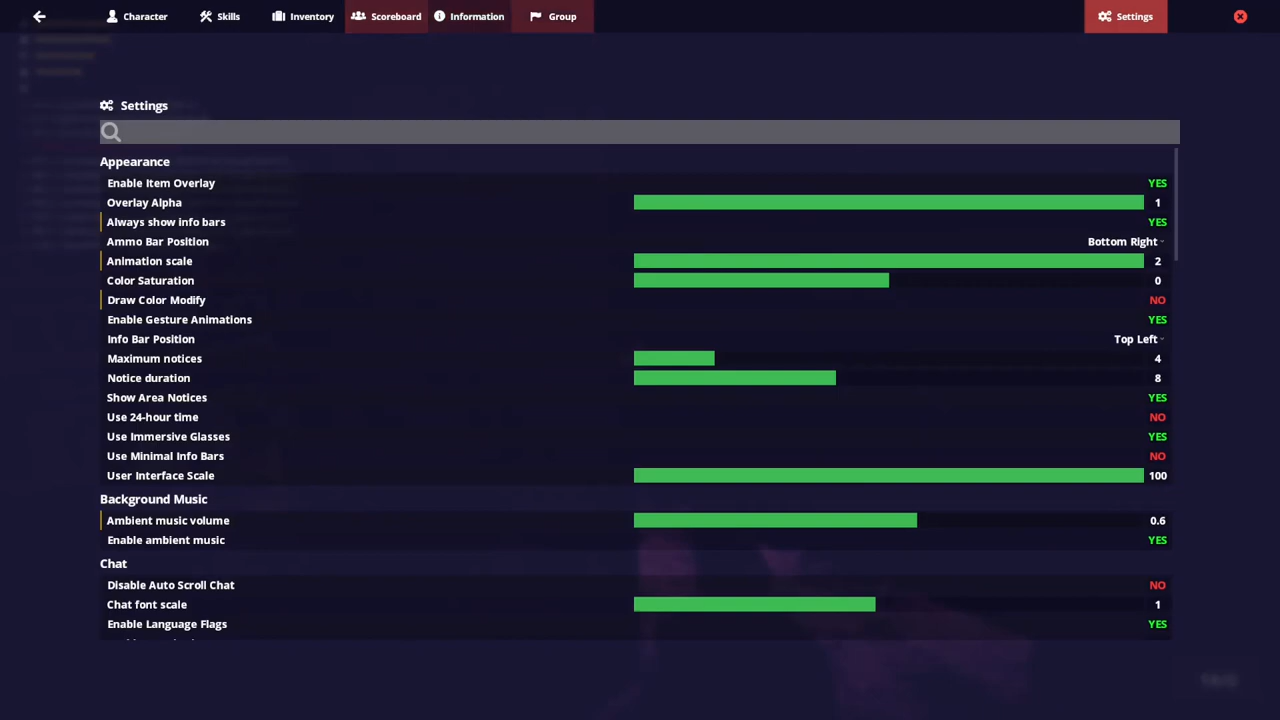 Character Skills Inventory Scoreboard Information Group Settings
Settings
Appearance
Enable Item Overlay YES
Overlay Alpha 1
Always show info bars YES
Ammo Bar Position Bottom Right
Animation scale 2
Color Saturation 0
Draw Color Modify NO
Enable Gesture Animations YES
Info Bar Position Top Left
Maximum notices 4
Notice duration 8
Show Area Notices YES
Use 24-hour time NO
Use Immersive Glasses YES
Use Minimal Info Bars NO
User Interface Scale 100
Background Music
Ambient music volume 0.6
Enable ambient music YES
Chat
Disable Auto Scroll Chat NO
Chat font scale 1
Enable Language Flags YES